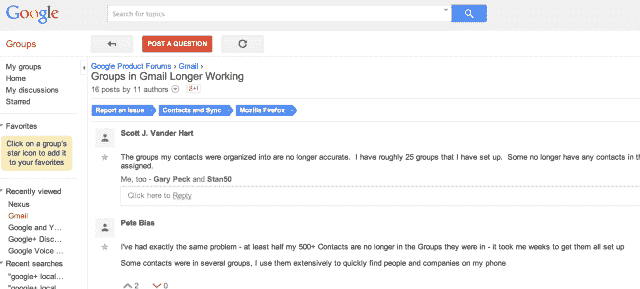 Google
Search for topics
Groups
POST A QUESTION
My groups
Home
My discussions
Starred
Favorites
Click on a group's
star icon to add it
to your favorites
Recently viewed
Nexus
Gmail
Google and Y...
Google+ Disc...
Google Voice ...
Recent searches
"google+ local...
"google+ local...
Google Product Forums › Gmail ›
Groups in Gmail Longer Working
16 posts by 11 authors
Report an issue
Contacts and Sync
Mozilla Firefox
Scott J. Vander Hart
The groups my contacts were organized into are no longer accurate. I have roughly 25 groups that I have set up. Some no longer have any contacts in th
assigned.
Me, too - Gary Peck and Stan50
Click here to Reply
Pete Bias
I've had exactly the same problem - at least half my 500+ Contacts are no longer in the Groups they were in - it took me weeks to get them all set up
Some contacts were in several groups, I use them extensively to quickly find people and companies on my phone
2 0